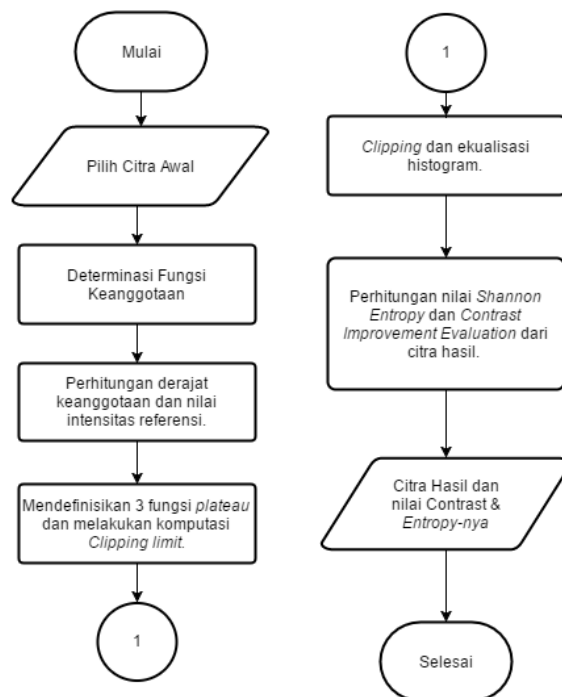 Mulai
Pilih Citra Awal
Determinasi Fungsi
Keanggotaan
Perhitungan derajat
keanggotaan dan nilai
intensitas referensi.
Mendefinisikan 3 fungsi plateau
dan melakukan komputasi
Clipping limit.
1
1
Clipping dan ekualisasi
histogram.
Perhitungan nilai Shannon
Entropy dan Contrast
Improvement Evaluation dari
citra hasil.
Citra Hasil dan
nilai Contrast &
Entropy-nya
Selesai